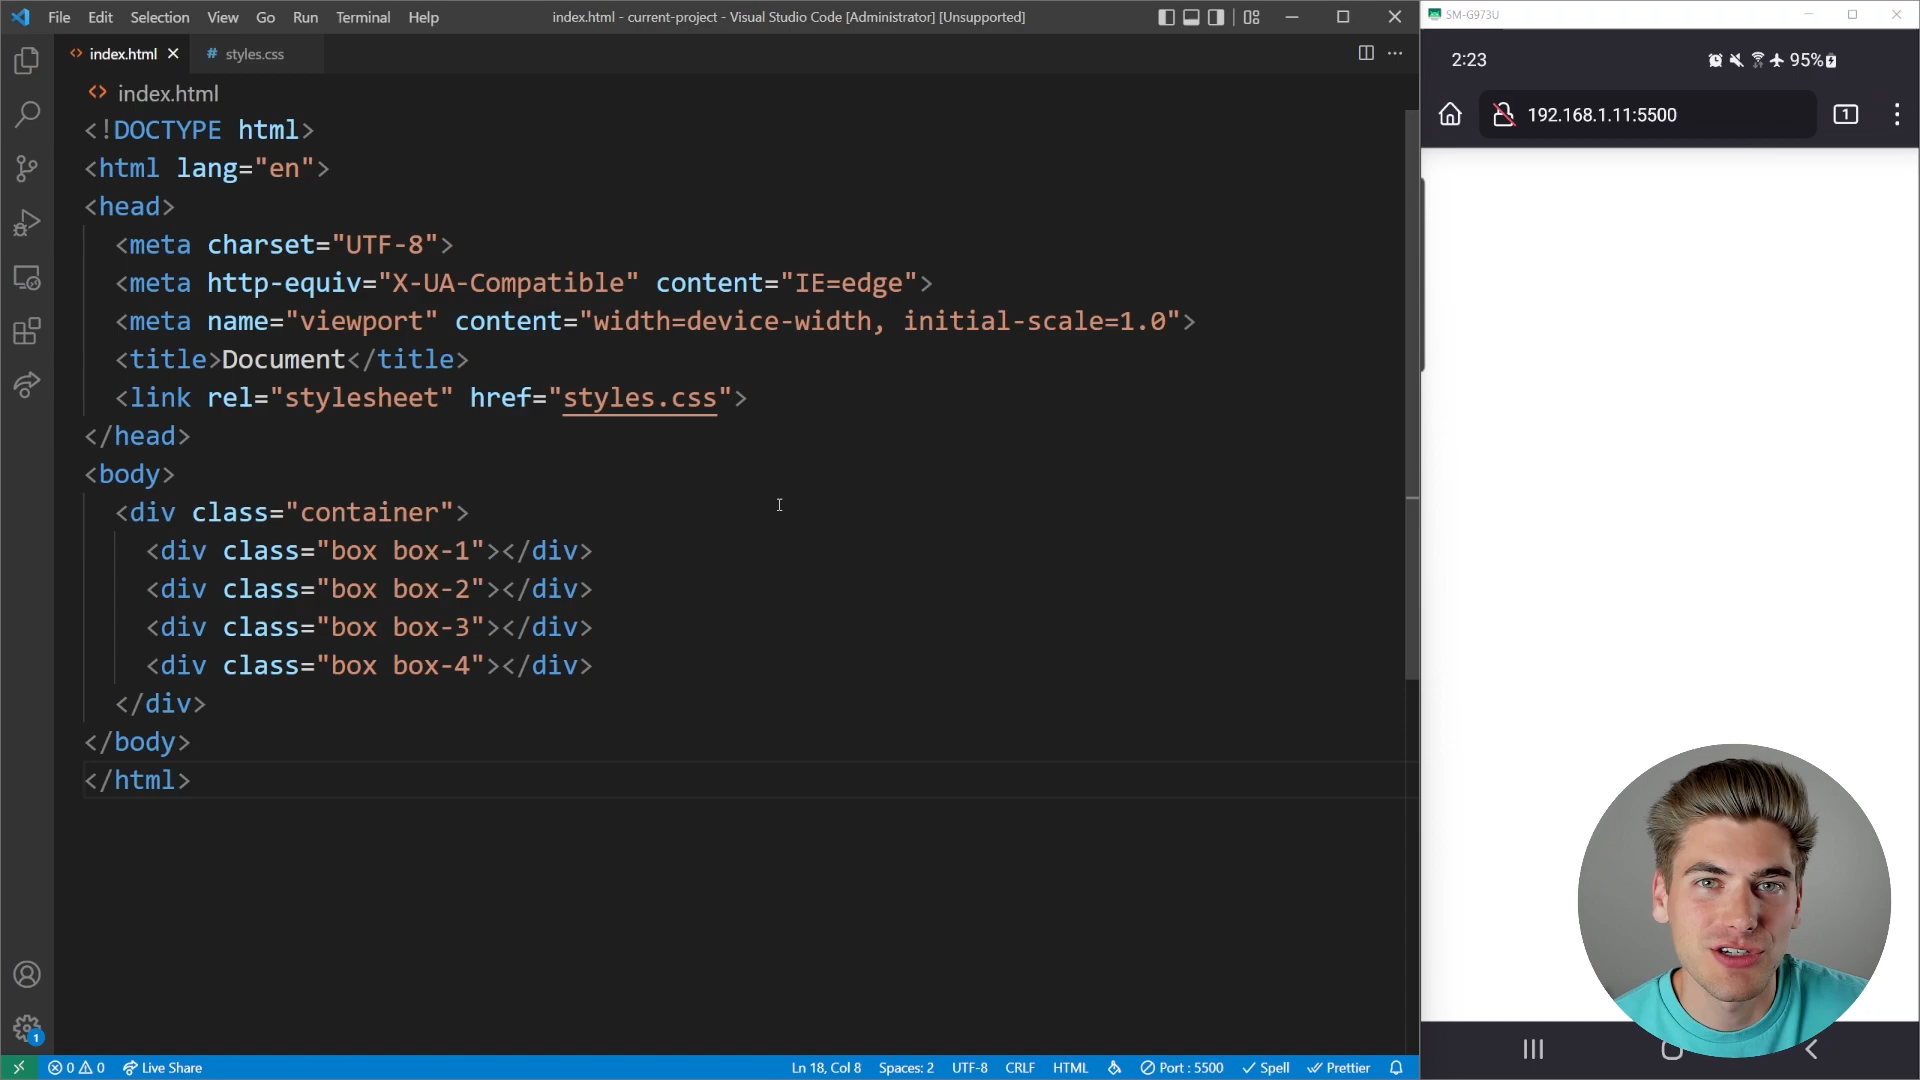 File Edit Selection View Go Run Terminal Help
index.html - current-project - Visual Studio Code [Administrator] [Unsupported]
SM-G973U
index.html
# styles.css
2:23
95%
192.168.1.11:5500
1
index.html
<!DOCTYPE html>
<html lang="en">
<head>
<meta charset="UTF-8">
<meta http-equiv="X-UA-Compatible" content="IE=edge">
<meta name="viewport" content="width=device-width, initial-scale=1.0">
<title>Document</title>
<link rel="stylesheet" href="styles.css">
</head>
<body>
<div class="container">
<div class="box box-1"></div>
<div class="box box-2"></div>
<div class="box box-3"></div>
<div class="box box-4"></div>
</div>
</body>
</html>
1
0 0 Live Share
Ln 18, Col 8 Spaces: 2 UTF-8 CRLF HTML Port : 5500 Spell Prettier